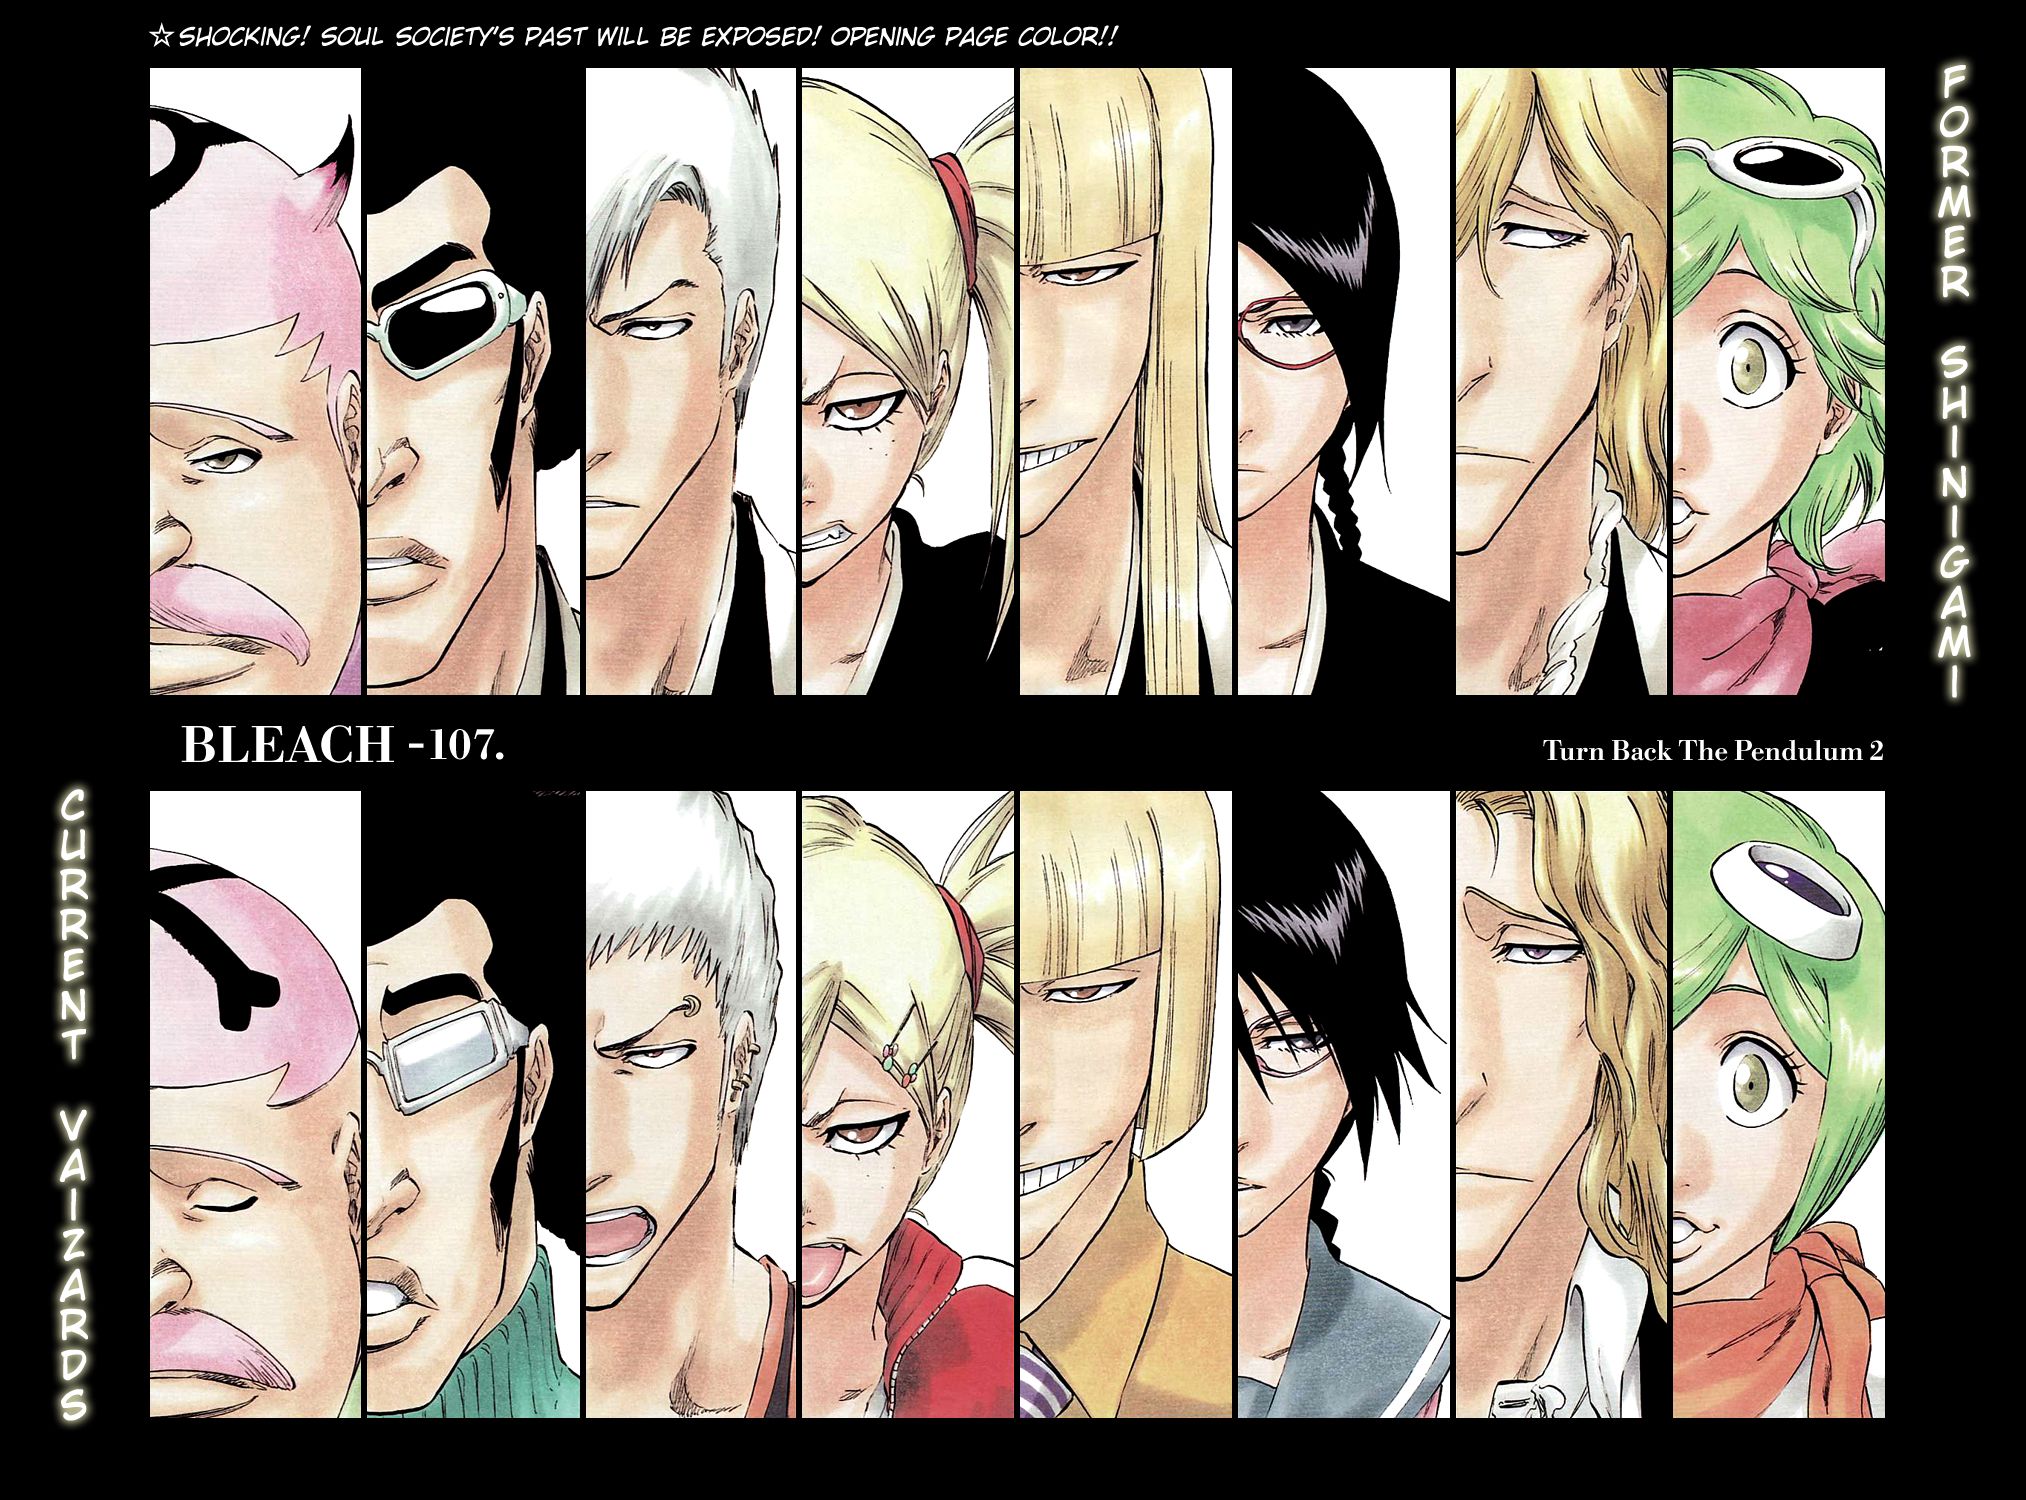 ☆SHOCKING! SOUL SOCIETY'S PAST WILL BE EXPOSED! OPENING PAGE COLOR!!
FORMER SHINIGAMI
BLEACH -107.
Turn Back The Pendulum 2
CURRENT VAIZARDS